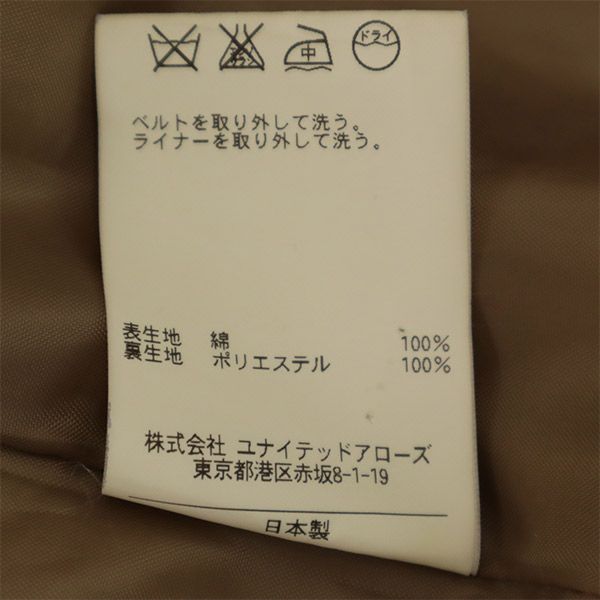 中 ドライ
ベルトを取り外して洗う。
ライナーを取り外して洗う。
表生地 綿 100%
裏生地 ポリエステル 100%
株式会社 ユナイテッドアローズ
東京都港区赤坂8-1-19
日本製